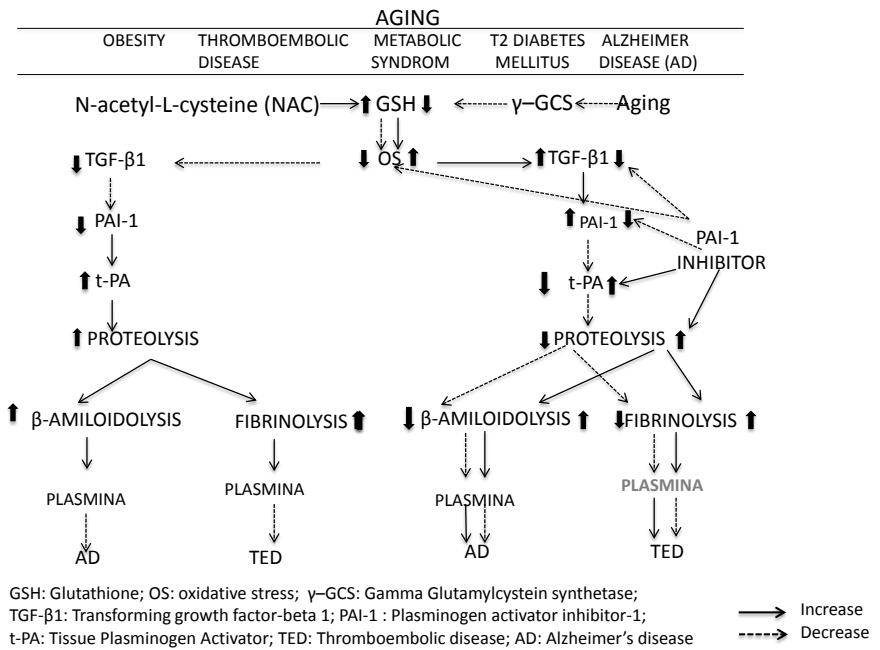 AGING
OBESITY THROMBOEMBOLIC DISEASE METABOLIC SYNDROM T2 DIABETES MELLITUS ALZHEIMER DISEASE (AD)
N-acetyl-L-cysteine (NAC) GSH γ–GCS Aging
TGF-β1 OS TGF-β1
PAI-1 PAI-1
PAI-1 INHIBITOR
t-PA t-PA
PROTEOLYSIS PROTEOLYSIS
β-AMILOIDOLYSIS FIBRINOLYSIS β-AMILOIDOLYSIS FIBRINOLYSIS
PLASMINA PLASMINA PLASMINA PLASMINA
AD TED AD TED
GSH: Glutathione; OS: oxidative stress; γ–GCS: Gamma Glutamylcystein synthetase;
TGF-β1: Transforming growth factor-beta 1; PAI-1 : Plasminogen activator inhibitor-1;
t-PA: Tissue Plasminogen Activator; TED: Thromboembolic disease; AD: Alzheimer's disease
Increase
Decrease